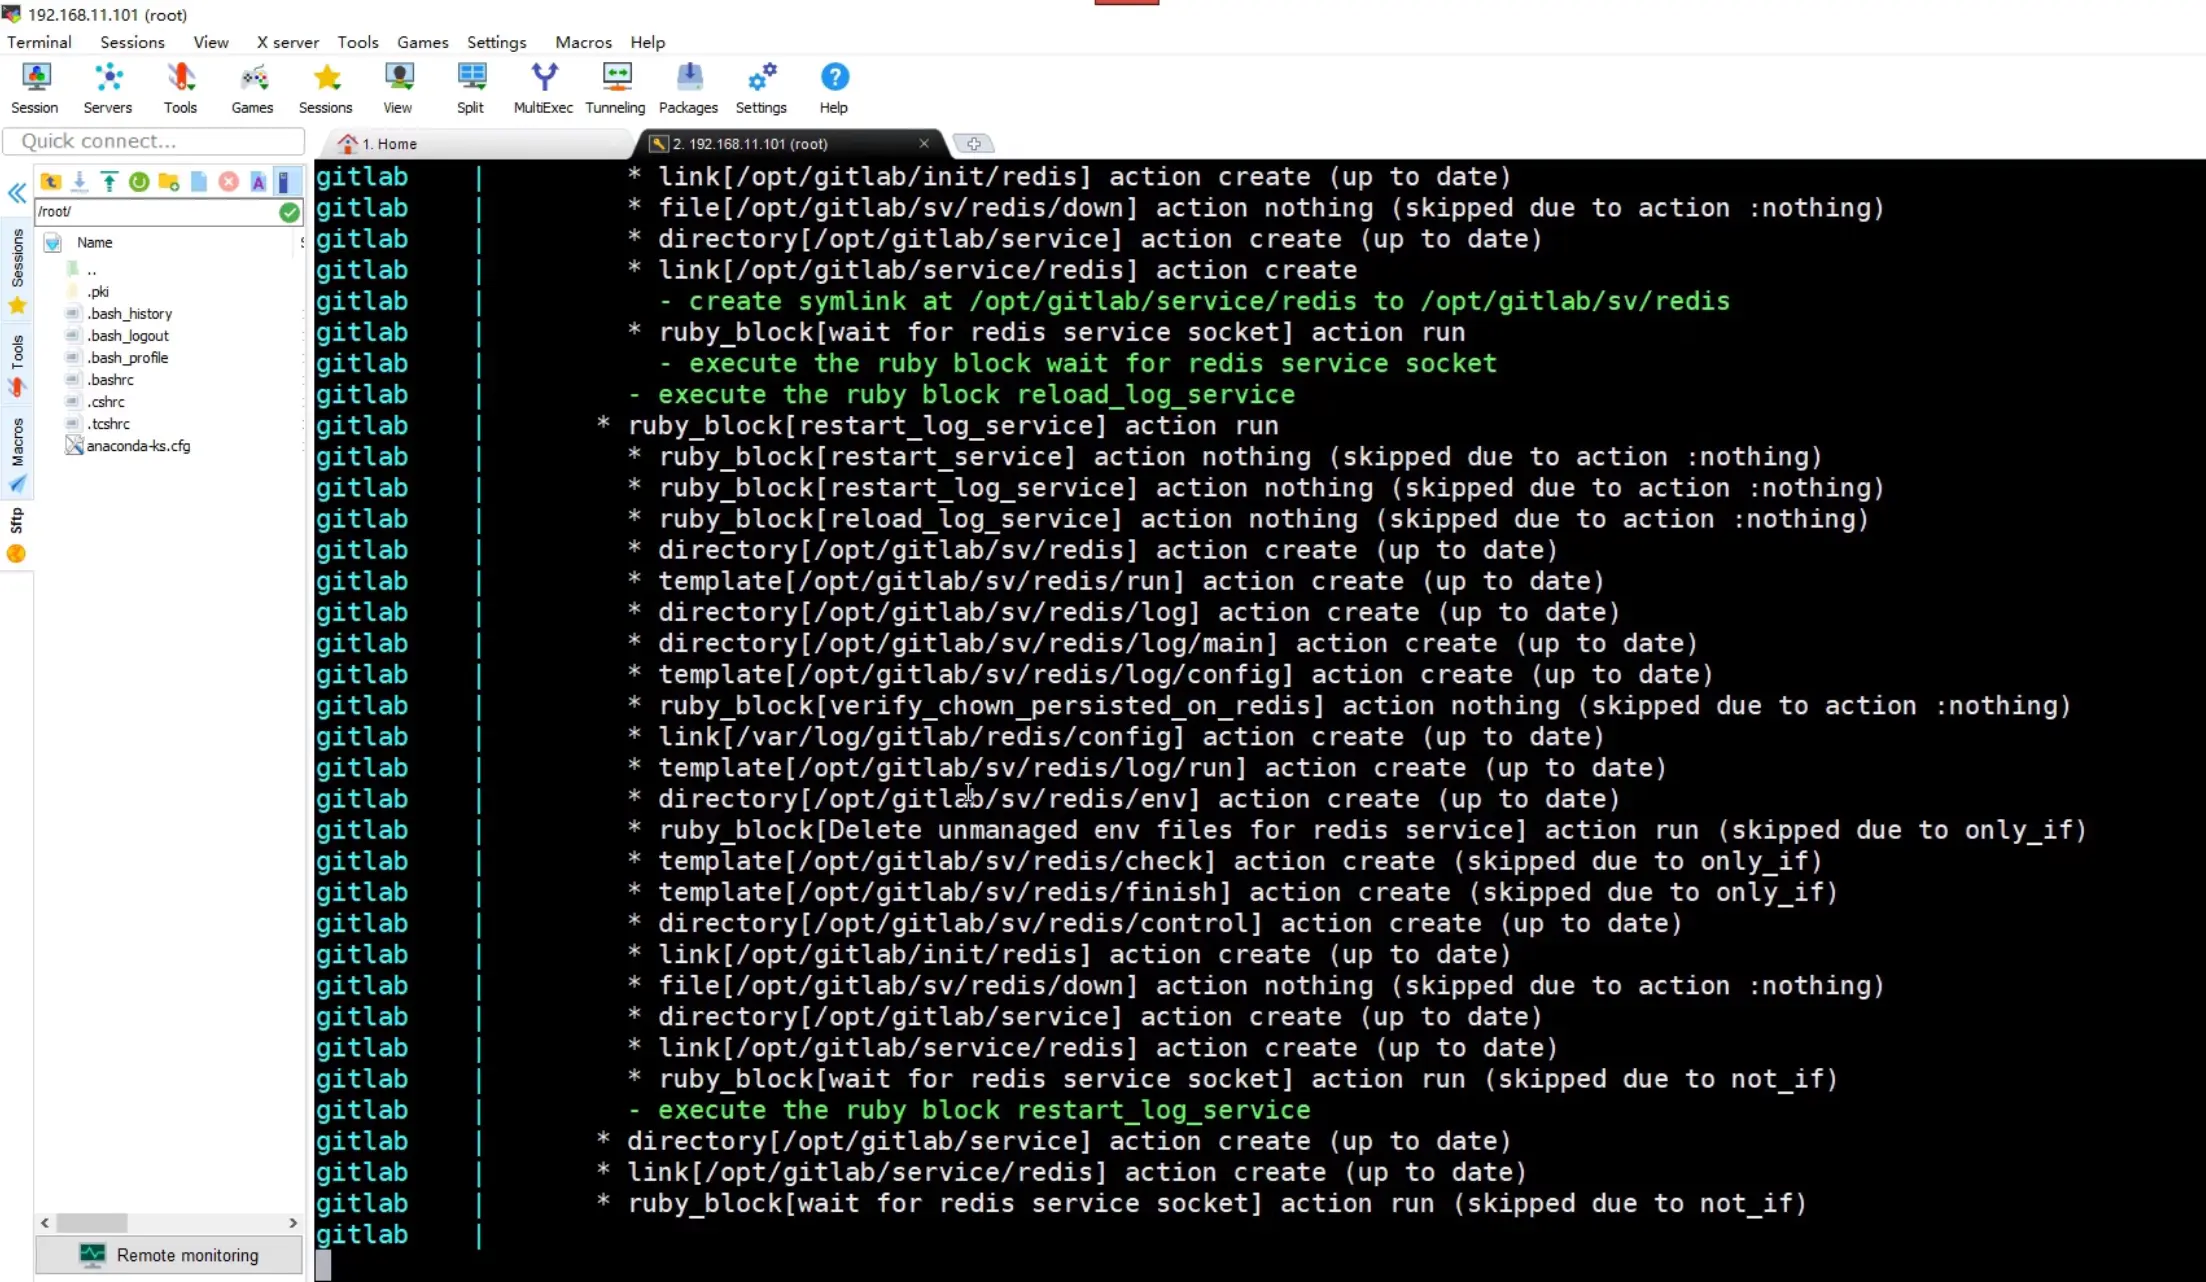 192.168.11.101 (root)
Terminal Sessions View X server Tools Games Settings Macros Help
Session Servers Tools Games Sessions View Split MultiExec Tunneling Packages Settings Help
Quick connect...
1. Home
2. 192.168.11.101 (root)
/root/
Name
..
.pki
.bash_history
.bash_logout
.bash_profile
.bashrc
.cshrc
.tcshrc
anaconda-ks.cfg
Sessions
Tools
Macros
Sftp
Remote monitoring
gitlab | * link[/opt/gitlab/init/redis] action create (up to date)
gitlab | * file[/opt/gitlab/sv/redis/down] action nothing (skipped due to action :nothing)
gitlab | * directory[/opt/gitlab/service] action create (up to date)
gitlab | * link[/opt/gitlab/service/redis] action create
gitlab | - create symlink at /opt/gitlab/service/redis to /opt/gitlab/sv/redis
gitlab | * ruby_block[wait for redis service socket] action run
gitlab | - execute the ruby block wait for redis service socket
gitlab | - execute the ruby block reload_log_service
gitlab | * ruby_block[restart_log_service] action run
gitlab | * ruby_block[restart_service] action nothing (skipped due to action :nothing)
gitlab | * ruby_block[restart_log_service] action nothing (skipped due to action :nothing)
gitlab | * ruby_block[reload_log_service] action nothing (skipped due to action :nothing)
gitlab | * directory[/opt/gitlab/sv/redis] action create (up to date)
gitlab | * template[/opt/gitlab/sv/redis/run] action create (up to date)
gitlab | * directory[/opt/gitlab/sv/redis/log] action create (up to date)
gitlab | * directory[/opt/gitlab/sv/redis/log/main] action create (up to date)
gitlab | * template[/opt/gitlab/sv/redis/log/config] action create (up to date)
gitlab | * ruby_block[verify_chown_persisted_on_redis] action nothing (skipped due to action :nothing)
gitlab | * link[/var/log/gitlab/redis/config] action create (up to date)
gitlab | * template[/opt/gitlab/sv/redis/log/run] action create (up to date)
gitlab | * directory[/opt/gitlab/sv/redis/env] action create (up to date)
gitlab | * ruby_block[Delete unmanaged env files for redis service] action run (skipped due to only_if)
gitlab | * template[/opt/gitlab/sv/redis/check] action create (skipped due to only_if)
gitlab | * template[/opt/gitlab/sv/redis/finish] action create (skipped due to only_if)
gitlab | * directory[/opt/gitlab/sv/redis/control] action create (up to date)
gitlab | * link[/opt/gitlab/init/redis] action create (up to date)
gitlab | * file[/opt/gitlab/sv/redis/down] action nothing (skipped due to action :nothing)
gitlab | * directory[/opt/gitlab/service] action create (up to date)
gitlab | * link[/opt/gitlab/service/redis] action create (up to date)
gitlab | * ruby_block[wait for redis service socket] action run (skipped due to not_if)
gitlab | - execute the ruby block restart_log_service
gitlab | * directory[/opt/gitlab/service] action create (up to date)
gitlab | * link[/opt/gitlab/service/redis] action create (up to date)
gitlab | * ruby_block[wait for redis service socket] action run (skipped due to not_if)
gitlab |